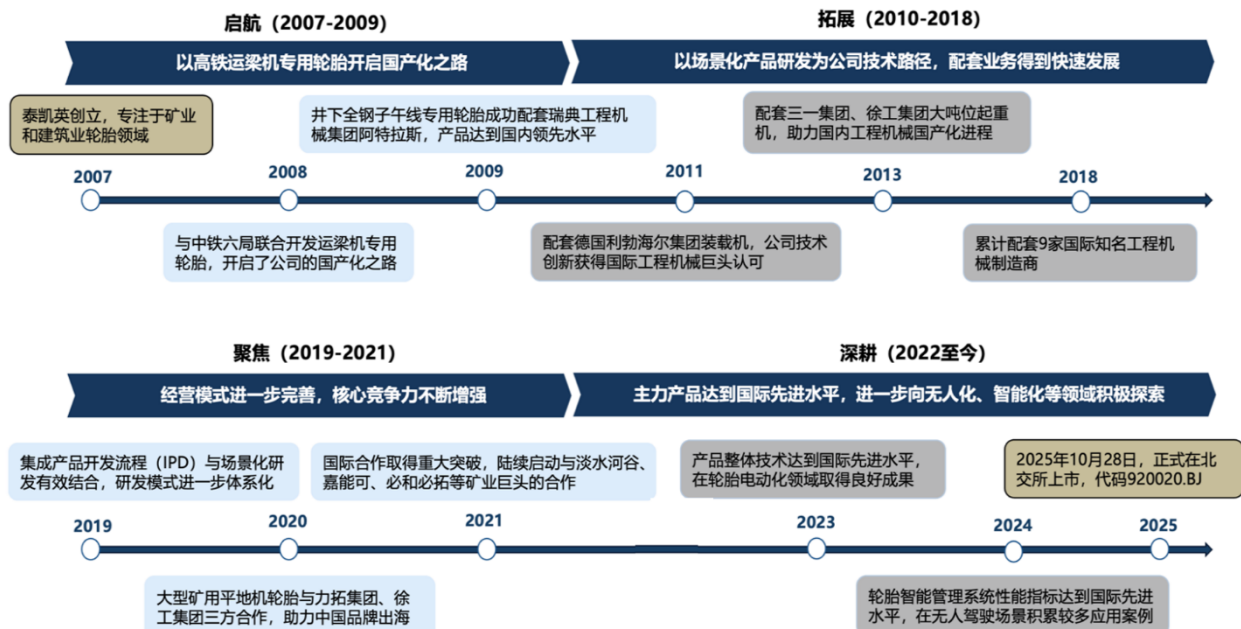 启航（2007-2009）
拓展（2010-2018）
以高铁运梁机专用轮胎开启国产化之路
以场景化产品研发为公司技术路径，配套业务得到快速发展
泰凯英创立，专注于矿业
和建筑业轮胎领域
井下全钢子午线专用轮胎成功配套瑞典工程机
械集团阿特拉斯，产品达到国内领先水平
配套三一集团、徐工集团大吨位起重
机，助力国内工程机械国产化进程
2007
2008
2009
2011
2013
2018
与中铁六局联合开发运梁机专用
轮胎，开启了公司的国产化之路
配套德国利勃海尔集团装载机，公司技术
创新获得国际工程机械巨头认可
累计配套9家国际知名工程机
械制造商
聚焦（2019-2021）
深耕（2022至今）
经营模式进一步完善，核心竞争力不断增强
主力产品达到国际先进水平，进一步向无人化、智能化等领域积极探索
集成产品开发流程（IPD）与场景化研
发有效结合，研发模式进一步体系化
国际合作取得重大突破，陆续启动与淡水河谷、
嘉能可、必和必拓等矿业巨头的合作
产品整体技术达到国际先进水平，
在轮胎电动化领域取得良好成果
2025年10月28日，正式在北
交所上市，代码920020.BJ
2019
2020
2021
2023
2024
2025
大型矿用平地机轮胎与力拓集团、徐
工集团三方合作，助力中国品牌出海
轮胎智能管理系统性能指标达到国际先进
水平，在无人驾驶场景积累较多应用案例